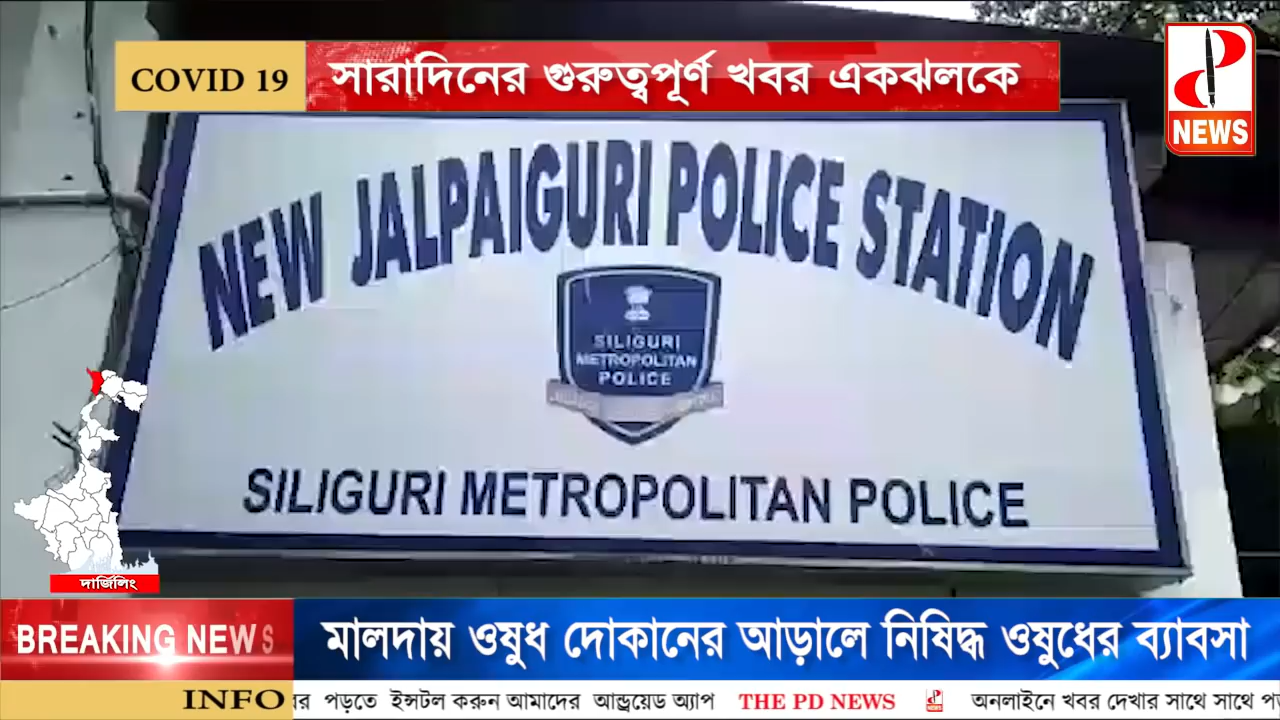 COVID 19 সারাদিনের গুরুত্বপূর্ণ খবর একঝলকে
P NEWS
NEW JALPAIGURI POLICE STATION
SILIGURI
METROPOLITAN
POLICE
SILIGURI METROPOLITAN POLICE
দার্জিলিং
BREAKING NEWS মালদায় ওষুধ দোকানের আড়ালে নিষিদ্ধ ওষুধের ব্যাবসা
INFO পড়তে ইন্সটল করুন আমাদের আন্ড্রয়েড অ্যাপ THE PD NEWS অনলাইনে খবর দেখার সাথে সাথে